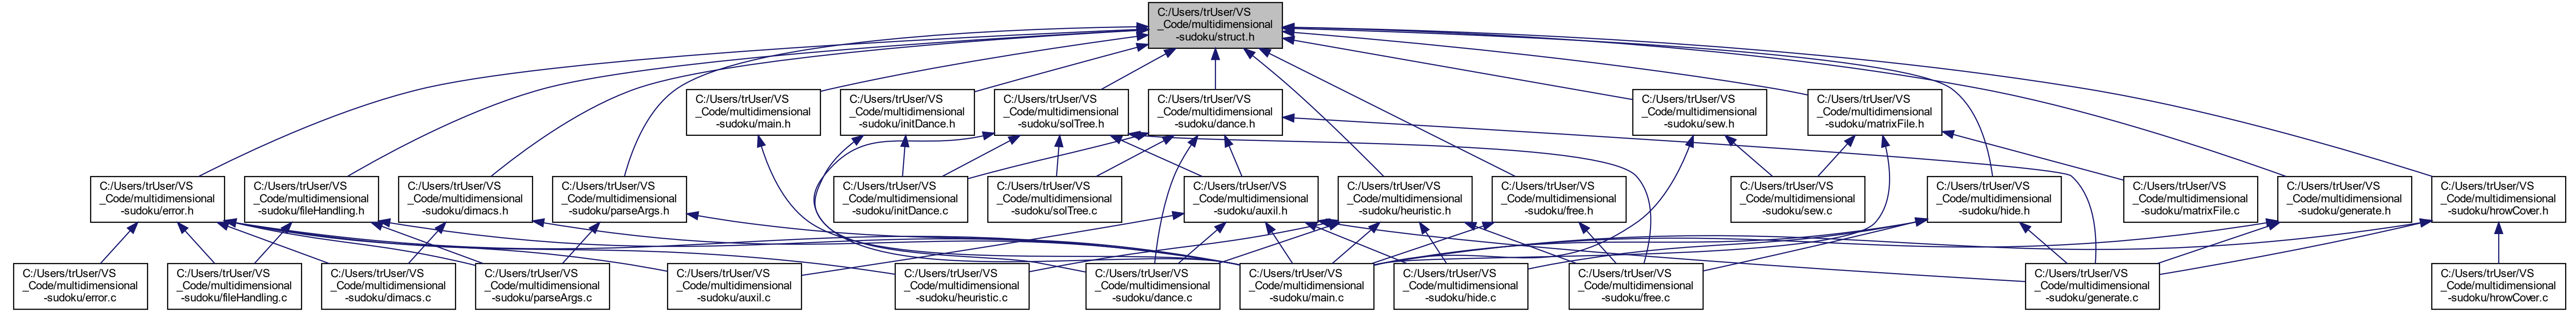 C:/Users/trUser/VS
_Code/multidimensional
-sudoku/struct.h
C:/Users/trUser/VS
_Code/multidimensional
-sudoku/main.h
C:/Users/trUser/VS
_Code/multidimensional
-sudoku/initDance.h
C:/Users/trUser/VS
_Code/multidimensional
-sudoku/solTree.h
C:/Users/trUser/VS
_Code/multidimensional
-sudoku/dance.h
C:/Users/trUser/VS
_Code/multidimensional
-sudoku/sew.h
C:/Users/trUser/VS
_Code/multidimensional
-sudoku/matrixFile.h
C:/Users/trUser/VS
_Code/multidimensional
-sudoku/error.h
C:/Users/trUser/VS
_Code/multidimensional
-sudoku/fileHandling.h
C:/Users/trUser/VS
_Code/multidimensional
-sudoku/dimacs.h
C:/Users/trUser/VS
_Code/multidimensional
-sudoku/parseArgs.h
C:/Users/trUser/VS
_Code/multidimensional
-sudoku/initDance.c
C:/Users/trUser/VS
_Code/multidimensional
-sudoku/solTree.c
C:/Users/trUser/VS
_Code/multidimensional
-sudoku/auxil.h
C:/Users/trUser/VS
_Code/multidimensional
-sudoku/heuristic.h
C:/Users/trUser/VS
_Code/multidimensional
-sudoku/free.h
C:/Users/trUser/VS
_Code/multidimensional
-sudoku/sew.c
C:/Users/trUser/VS
_Code/multidimensional
-sudoku/hide.h
C:/Users/trUser/VS
_Code/multidimensional
-sudoku/matrixFile.c
C:/Users/trUser/VS
_Code/multidimensional
-sudoku/generate.h
C:/Users/trUser/VS
_Code/multidimensional
-sudoku/hrowCover.h
C:/Users/trUser/VS
_Code/multidimensional
-sudoku/error.c
C:/Users/trUser/VS
_Code/multidimensional
-sudoku/fileHandling.c
C:/Users/trUser/VS
_Code/multidimensional
-sudoku/dimacs.c
C:/Users/trUser/VS
_Code/multidimensional
-sudoku/parseArgs.c
C:/Users/trUser/VS
_Code/multidimensional
-sudoku/auxil.c
C:/Users/trUser/VS
_Code/multidimensional
-sudoku/heuristic.c
C:/Users/trUser/VS
_Code/multidimensional
-sudoku/dance.c
C:/Users/trUser/VS
_Code/multidimensional
-sudoku/main.c
C:/Users/trUser/VS
_Code/multidimensional
-sudoku/hide.c
C:/Users/trUser/VS
_Code/multidimensional
-sudoku/free.c
C:/Users/trUser/VS
_Code/multidimensional
-sudoku/generate.c
C:/Users/trUser/VS
_Code/multidimensional
-sudoku/hrowCover.c